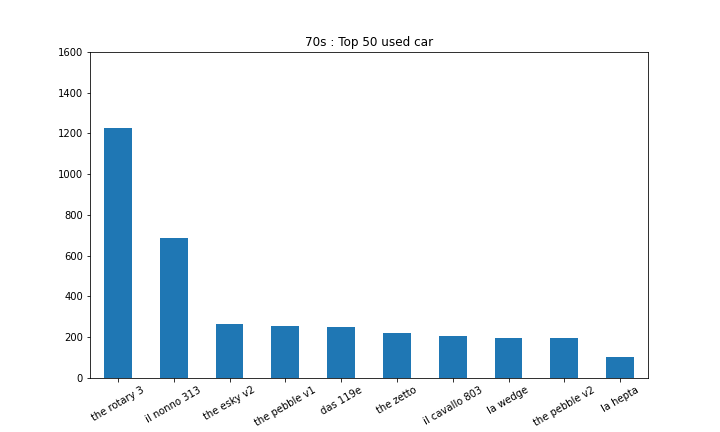 70s : Top 50 used car
1600
1400
1200
1000
800
600
400
200
0
the rotary 3
il nonno 313
the esky v2
the pebble v1
das 119e
the zetto
il cavallo 803
la wedge
the pebble v2
la hepta